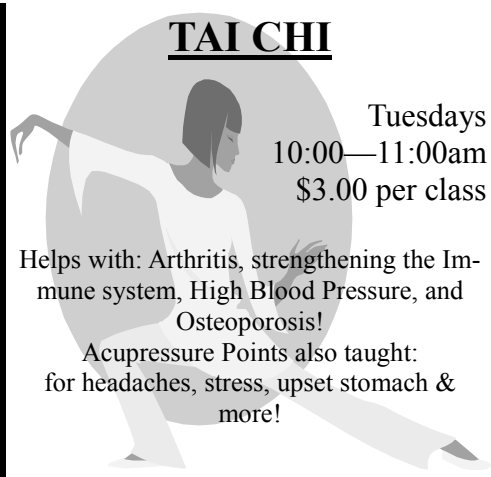 TAI CHI
Tuesdays
10:00—11:00am
$3.00 per class
Helps with: Arthritis, strengthening the Im-
mune system, High Blood Pressure, and
Osteoporosis!
Acupressure Points also taught:
for headaches, stress, upset stomach &
more!